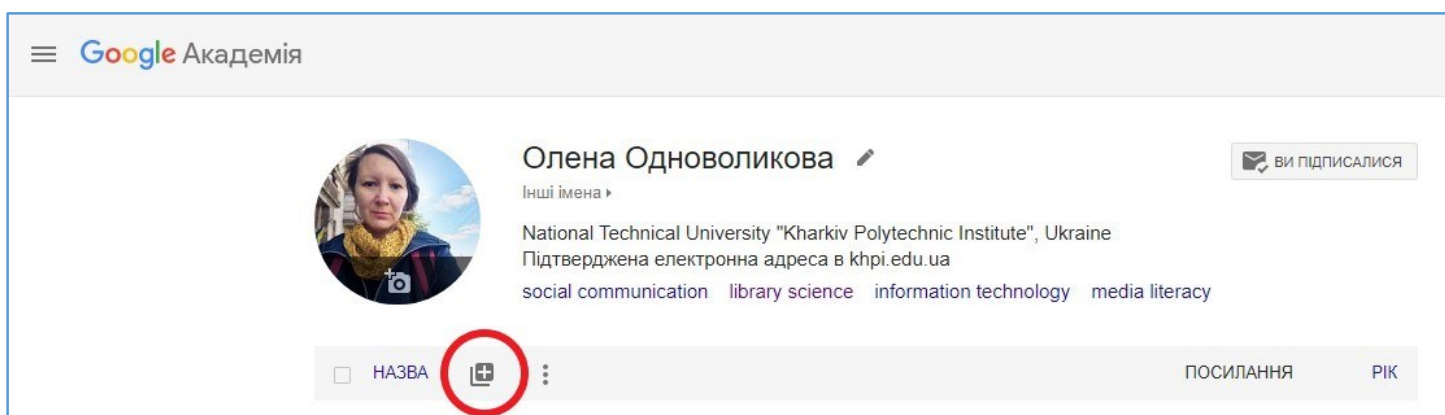 Google Академія
Олена Одноволикова
ВИ ПІДПИСАЛИСЯ
Інші імена
National Technical University "Kharkiv Polytechnic Institute", Ukraine
Підтверджена електронна адреса в khpi.edu.ua
social communication library science information technology media literacy
НАЗВА ПОСИЛАННЯ РІК